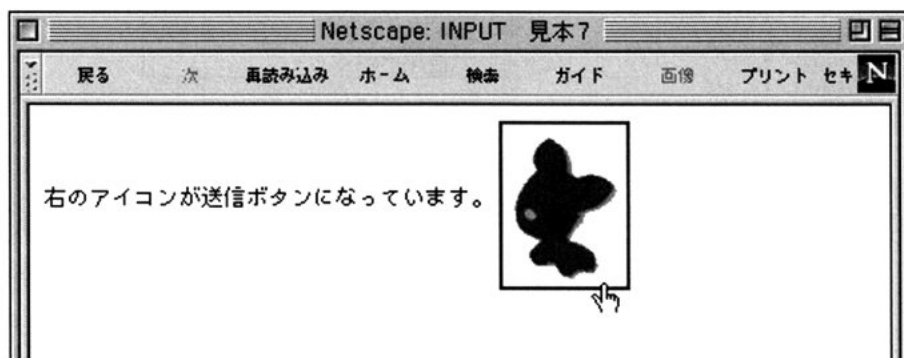 Netscape: INPUT　見本7
戻る 次 再読み込み ホーム 検索 ガイド 画像 プリント セキ N
右のアイコンが送信ボタンになっています。